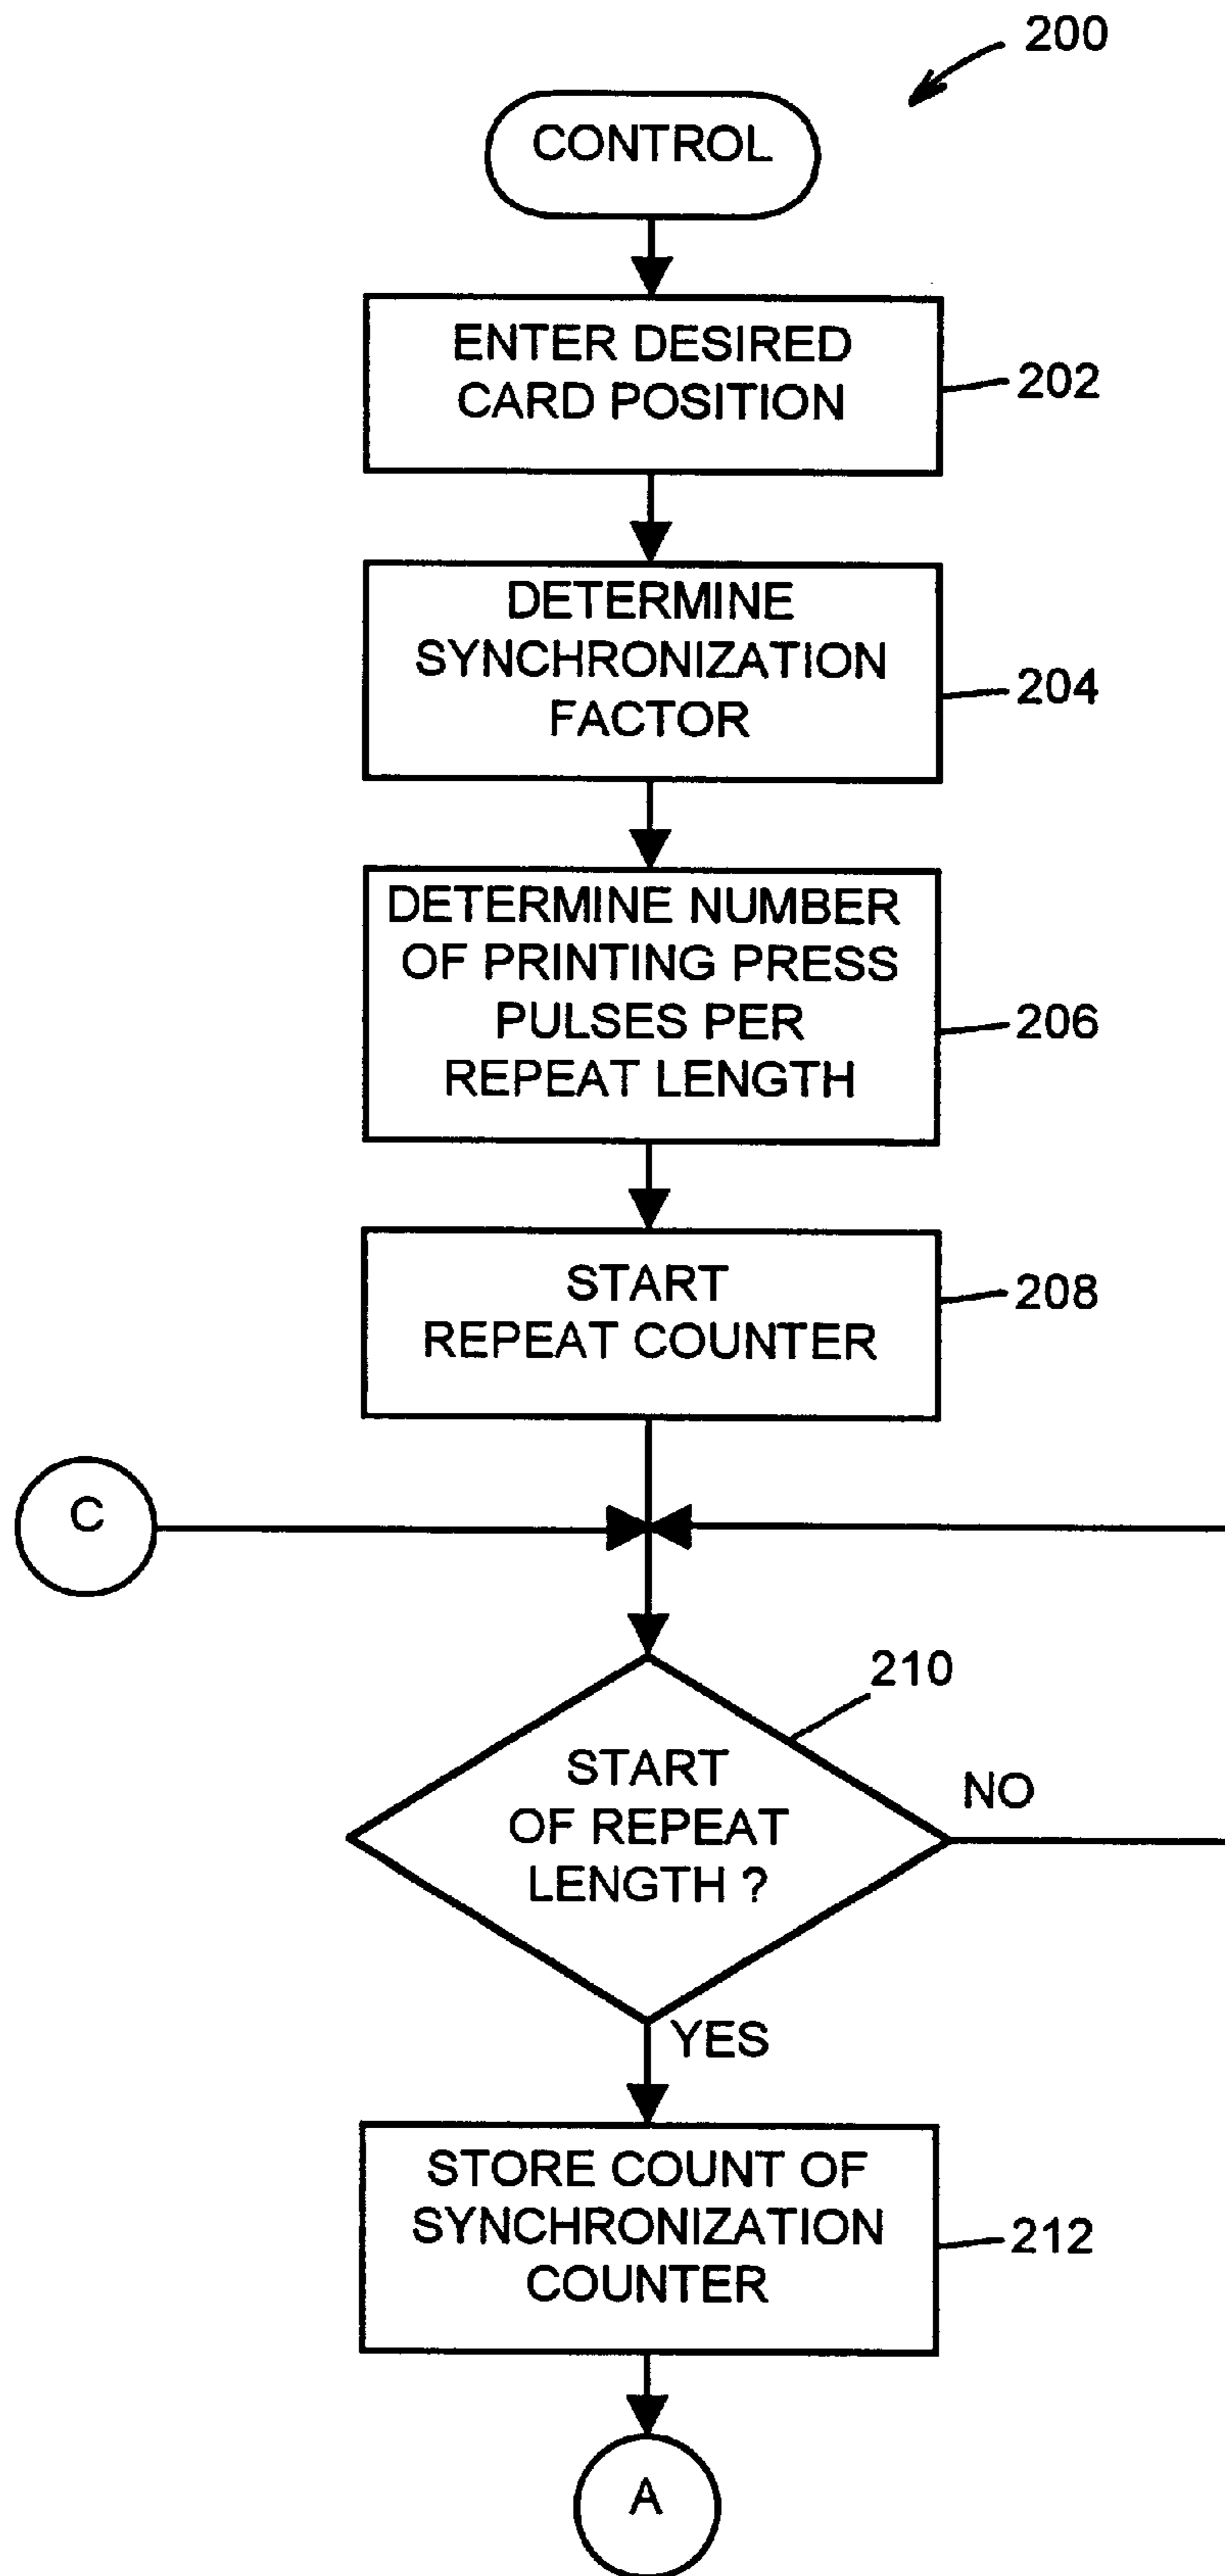 200
CONTROL
ENTER DESIRED
CARD POSITION
202
DETERMINE
SYNCHRONIZATION
FACTOR
204
DETERMINE NUMBER
OF PRINTING PRESS
PULSES PER
REPEAT LENGTH
206
START
REPEAT COUNTER
208
C
210
START
OF REPEAT
LENGTH ?
NO
YES
STORE COUNT OF
SYNCHRONIZATION
COUNTER
212
A